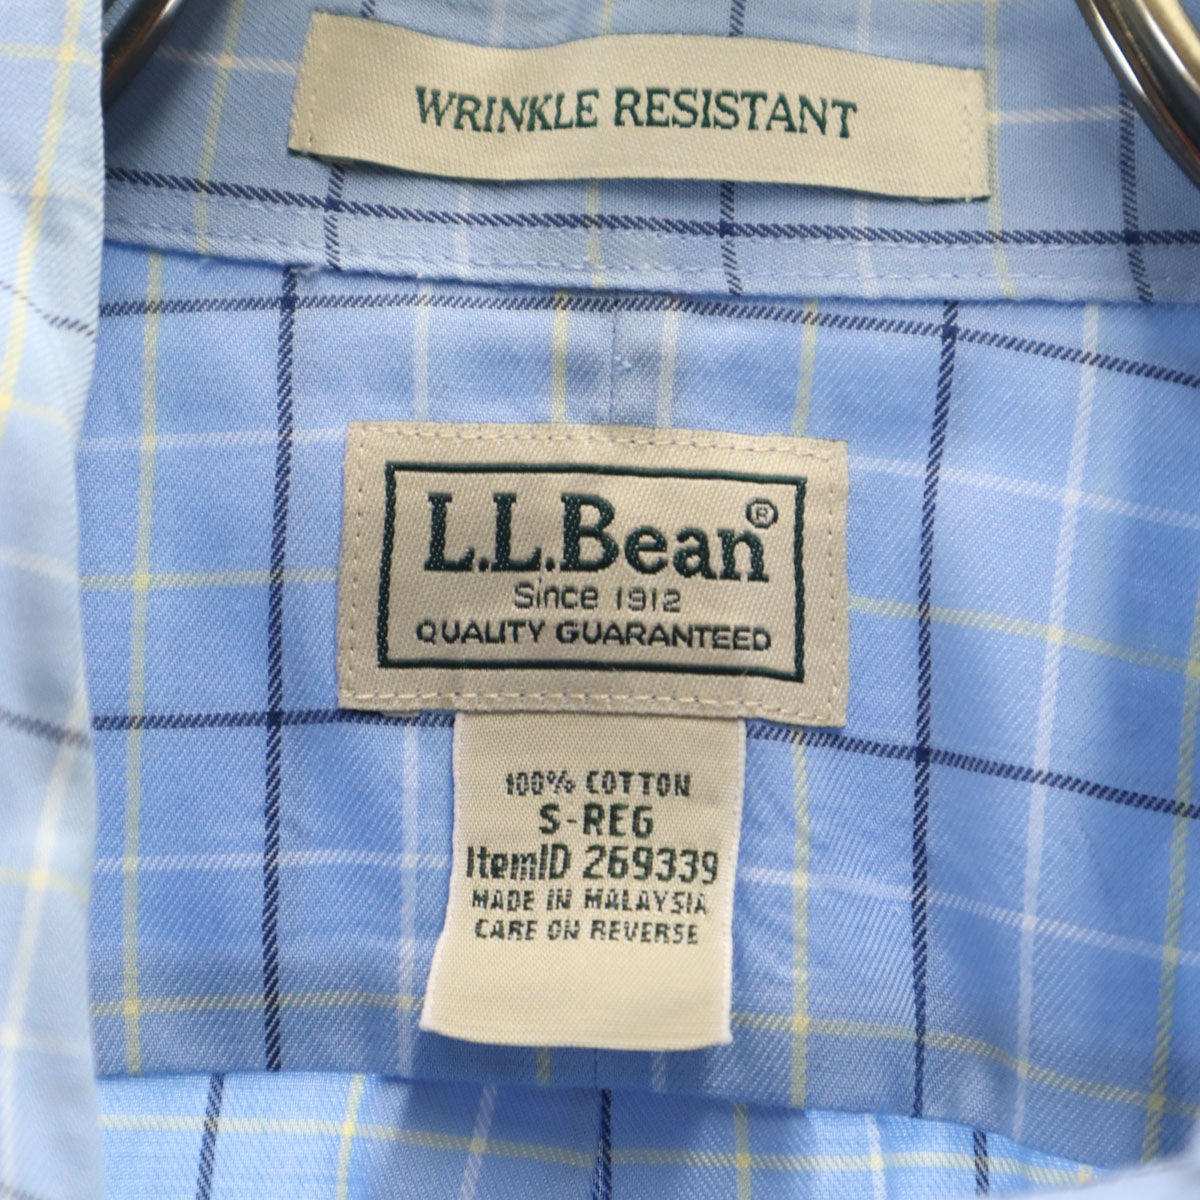 WRINKLE RESISTANT
L.L.Bean®
Since 1912
QUALITY GUARANTEED
100% COTTON
S-REG
ItemID 269339
MADE IN MALAYSIA
CARE ON REVERSE